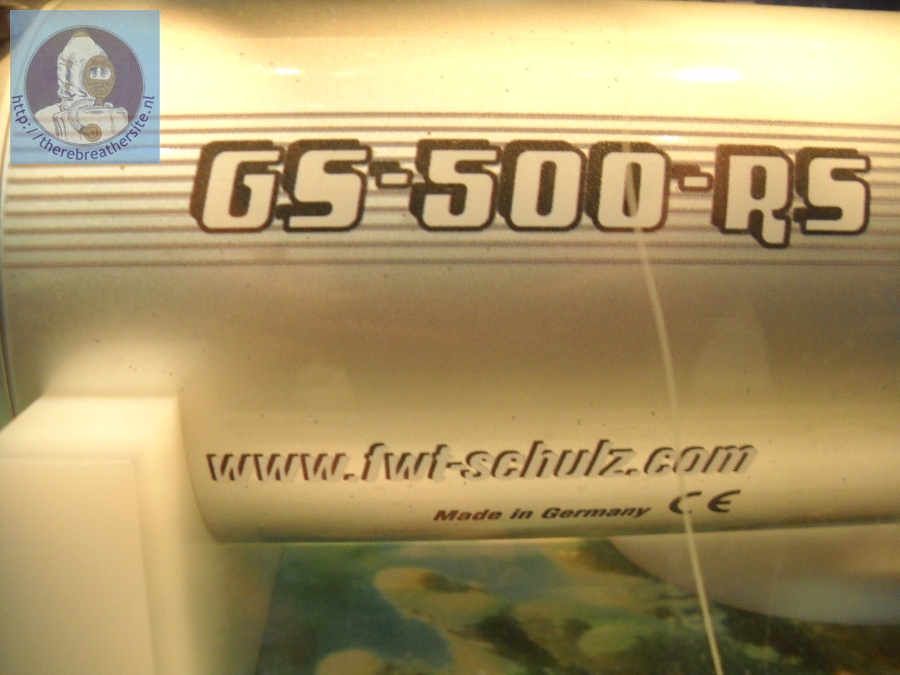 http://therebreathersite.nl
GS-500-RS
www.fwt-schulz.com
Made in Germany CE